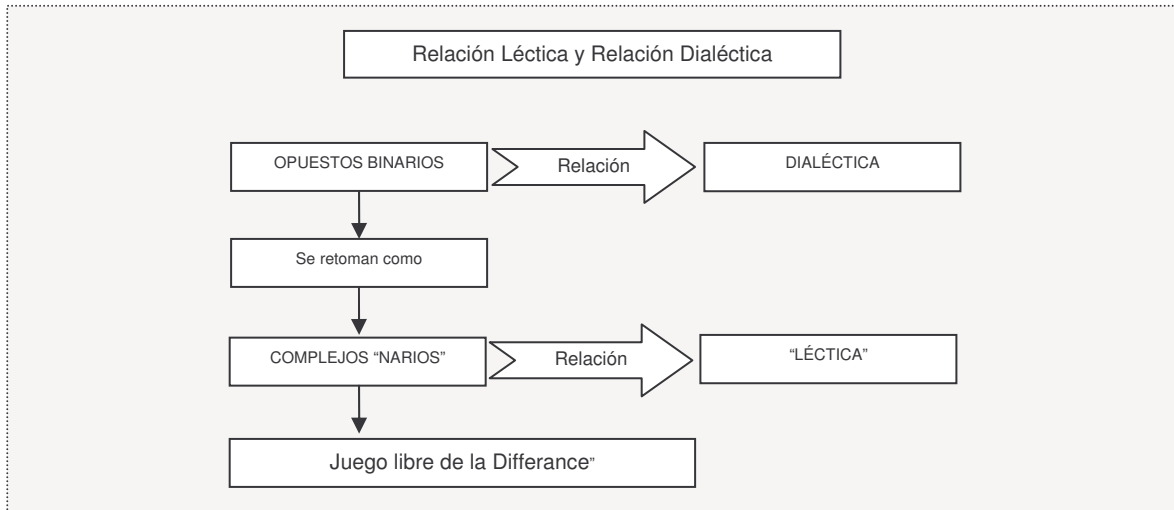 Relación Léctica y Relación Dialéctica
OPUESTOS BINARIOS
Relación
DIALÉCTICA
Se retoman como
COMPLEJOS “NARIOS”
Relación
“LÉCTICA”
Juego libre de la Differance”